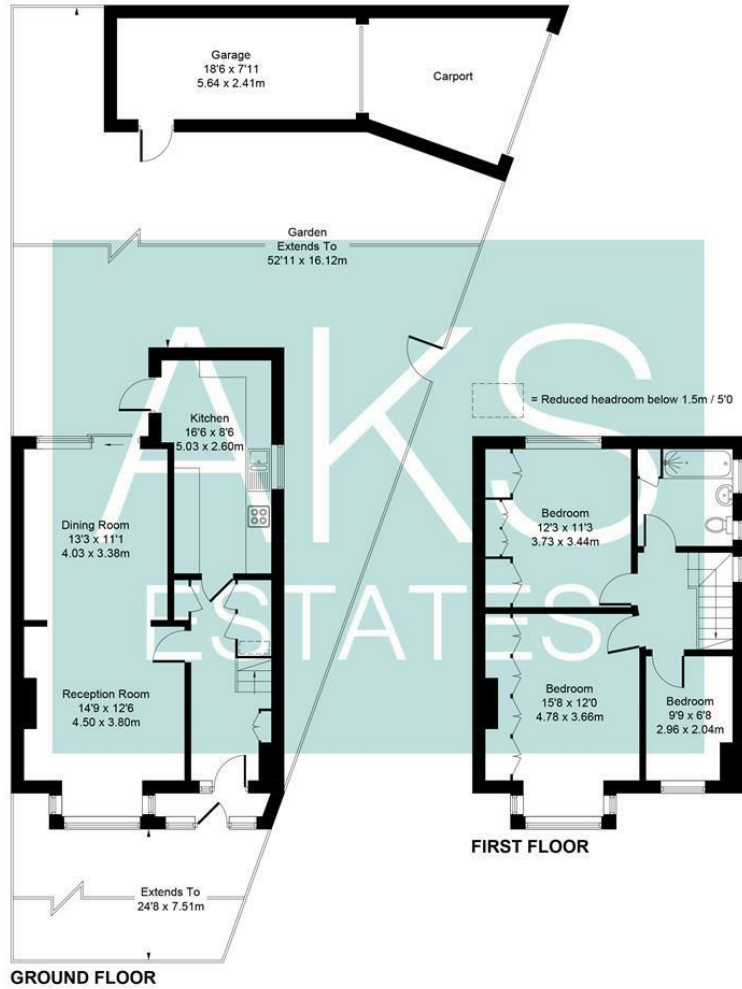 Garage
18'6 x 7'11
5.64 x 2.41m
Carport
Garden
Extends To
52'11 x 16.12m
AKS
ESTATES
= Reduced headroom below 1.5m / 5'0
Kitchen
16'6 x 8'6
5.03 x 2.60m
Dining Room
13'3 x 11'1
4.03 x 3.38m
Reception Room
14'9 x 12'6
4.50 x 3.80m
Bedroom
12'3 x 11'3
3.73 x 3.44m
Bedroom
15'8 x 12'0
4.78 x 3.66m
Bedroom
9'9 x 6'8
2.96 x 2.04m
Extends To
24'8 x 7.51m
FIRST FLOOR
GROUND FLOOR